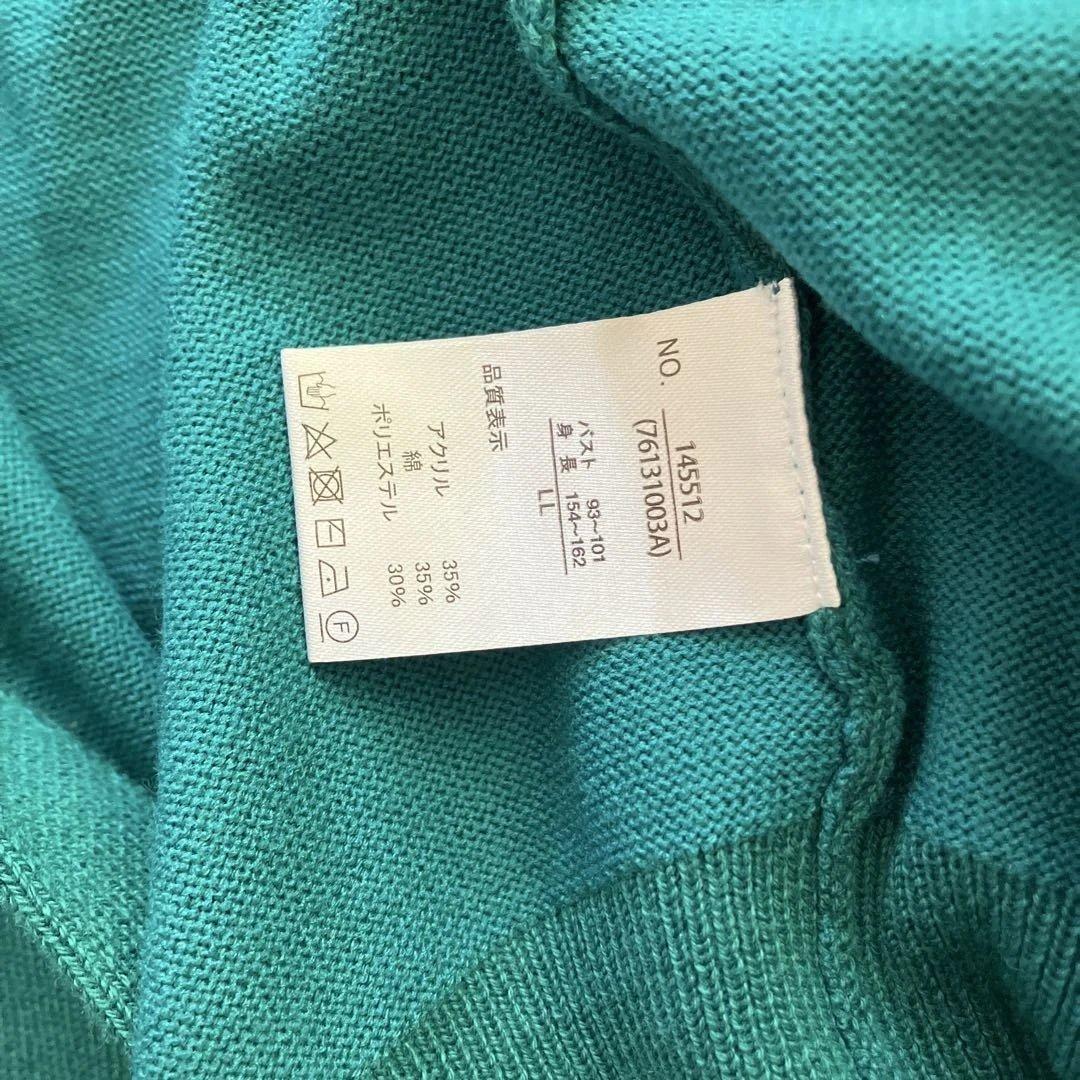 NO. 145512
(76131003A)
バスト 93〜101
身長 154〜162
LL
品質表示
アクリル 35%
綿 35%
ポリエステル 30%
F